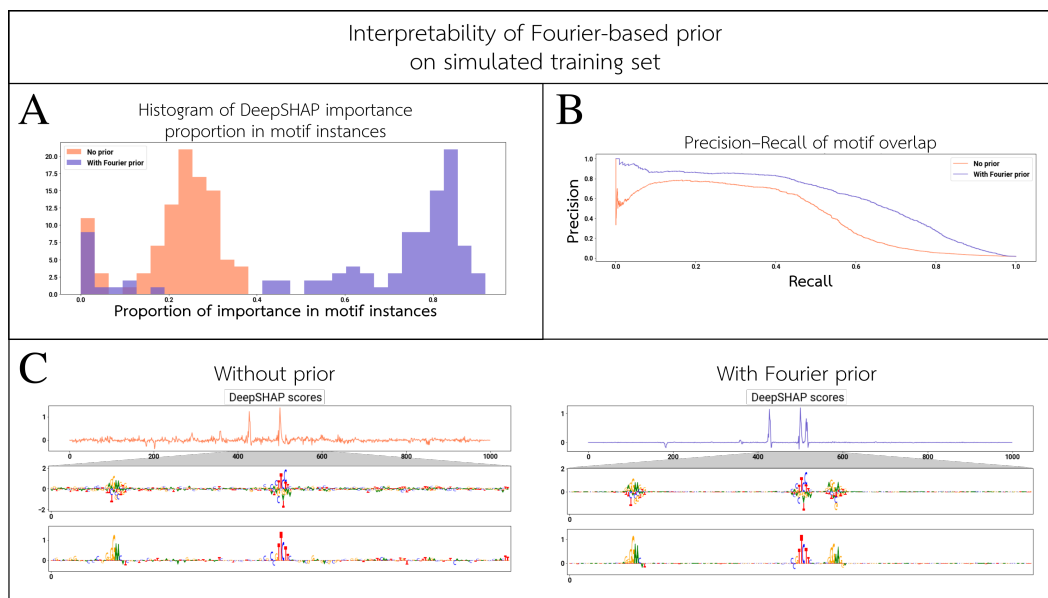 Interpretability of Fourier-based prior
on simulated training set
A
Histogram of DeepSHAP importance
proportion in motif instances
No prior
With Fourier prior
20.0
17.5
15.0
12.5
10.0
7.5
5.0
2.5
0.0
0.0 0.2 0.4 0.6 0.8
Proportion of importance in motif instances
B
Precision–Recall of motif overlap
No prior
With Fourier prior
Precision
1.0
0.8
0.6
0.4
0.2
0.0
0.0 0.2 0.4 0.6 0.8 1.0
Recall
C
Without prior
DeepSHAP scores
1
0
0 200 400 600 800 1000
2
0
−2
0
1
0
0
With Fourier prior
DeepSHAP scores
1
0
0 200 400 600 800 1000
2
0
0
1
0
0